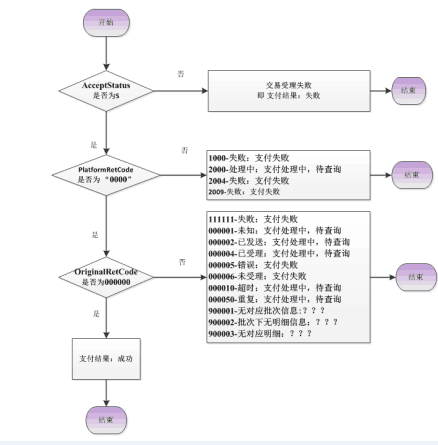 开始
AcceptStatus
是否为S
否
交易受理失败
即 支付结果：失败
结束
是
PlatformRetCode
是否为 “0000”
否
1000-失败：支付失败
2000-处理中：支付处理中，待查询
2004-失败：支付失败
2009-失败：支付失败
结束
是
OriginalRetCode
是否为000000
否
111111-失败：支付失败
000001-未知：支付处理中，待查询
000002-已发送：支付处理中，待查询
000004-已受理：支付处理中，待查询
000005-错误：支付失败
000006-未受理：支付失败
000010-超时：支付处理中，待查询
000050-重复：支付处理中，待查询
900001-无对应批次信息:？？？
900002-批次下无明细信息：？？？
900003-无对应明细：？？？
结束
是
支付结果：成功
结束